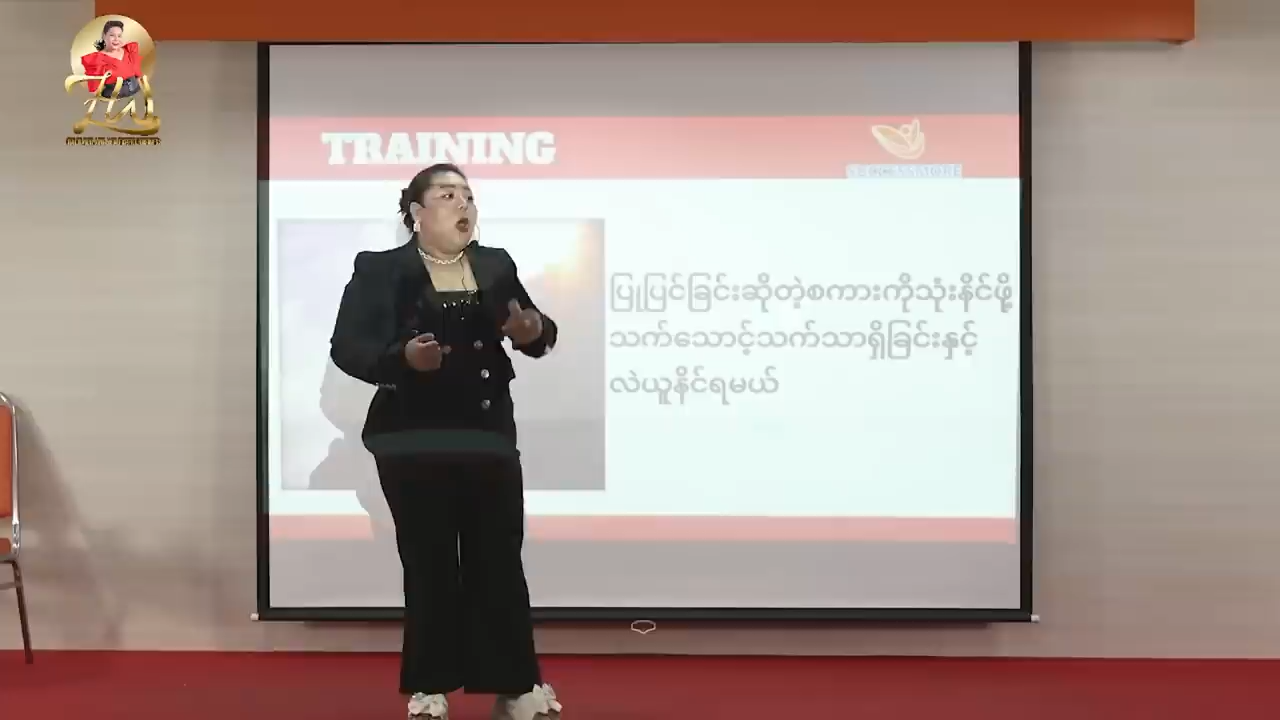 TRAINING
ပြုပြင်ခြင်းဆိုတဲ့စကားကိုသုံးနိင်ဖို့
သက်သောင့်သက်သာရှိခြင်းနှင့်
လဲယူနိင်ရမယ်